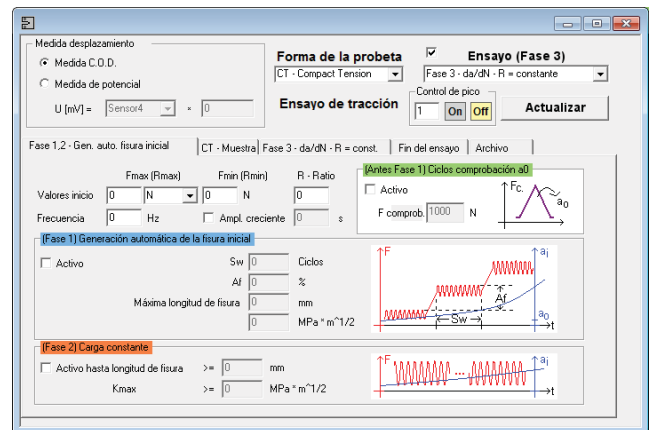 Medida desplazamiento
Medida C.O.D.
Medida de potencial
U [mV] = Sensor4 * 0
Forma de la probeta
CT - Compact Tension
Ensayo de tracción
Ensayo (Fase 3)
Fase 3 - da/dN - R = constante
Control de pico
1 On Off
Actualizar
Fase 1,2 - Gen. auto. fisura inicial CT - Muestra Fase 3 - da/dN - R = const. Fin del ensayo Archivo
Fmax (Rmax) Fmin (Rmin) R - Ratio
Valores inicio 0 N 0 N 0
Frecuencia 0 Hz Ampl. creciente 0 s
(Antes Fase 1) Ciclos comprobación a0
Activo
F comprob. 1000 N
Fc.
a0
(Fase 1) Generación automática de la fisura inicial
Activo Sw 0 Ciclos
Af 0 %
Máxima longitud de fisura 0 mm
0 MPa * m^1/2
F ai
Af
Sw
a0
t
(Fase 2) Carga constante
Activo hasta longitud de fisura >= 0 mm
Kmax >= 0 MPa * m^1/2
F ai
...
t